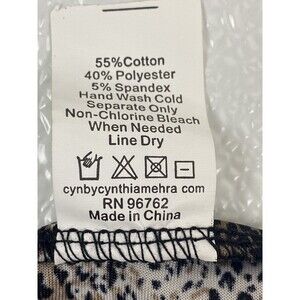 55%Cotton
40% Polyester
5% Spandex
Hand Wash Cold
Separate Only
Non-Chlorine Bleach
When Needed
Line Dry
cynbycynthiamehra.com
RN 96762
Made in China